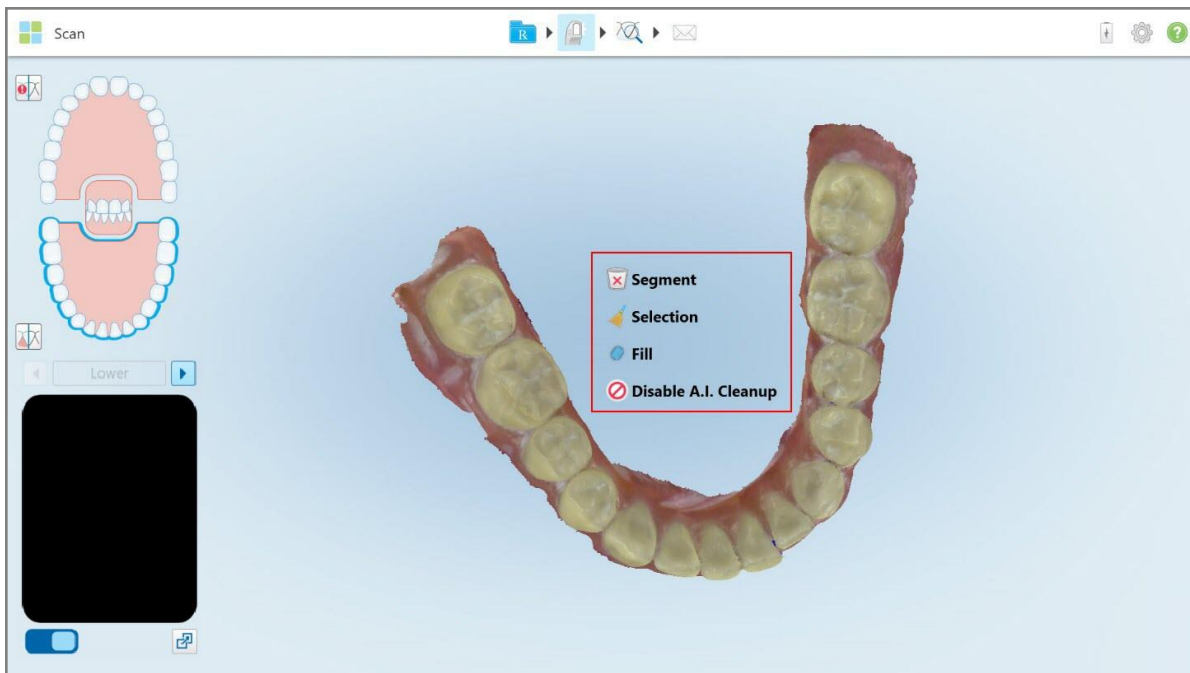 Scan
R
?
Segment
Selection
Fill
Disable A.I. Cleanup
Lower